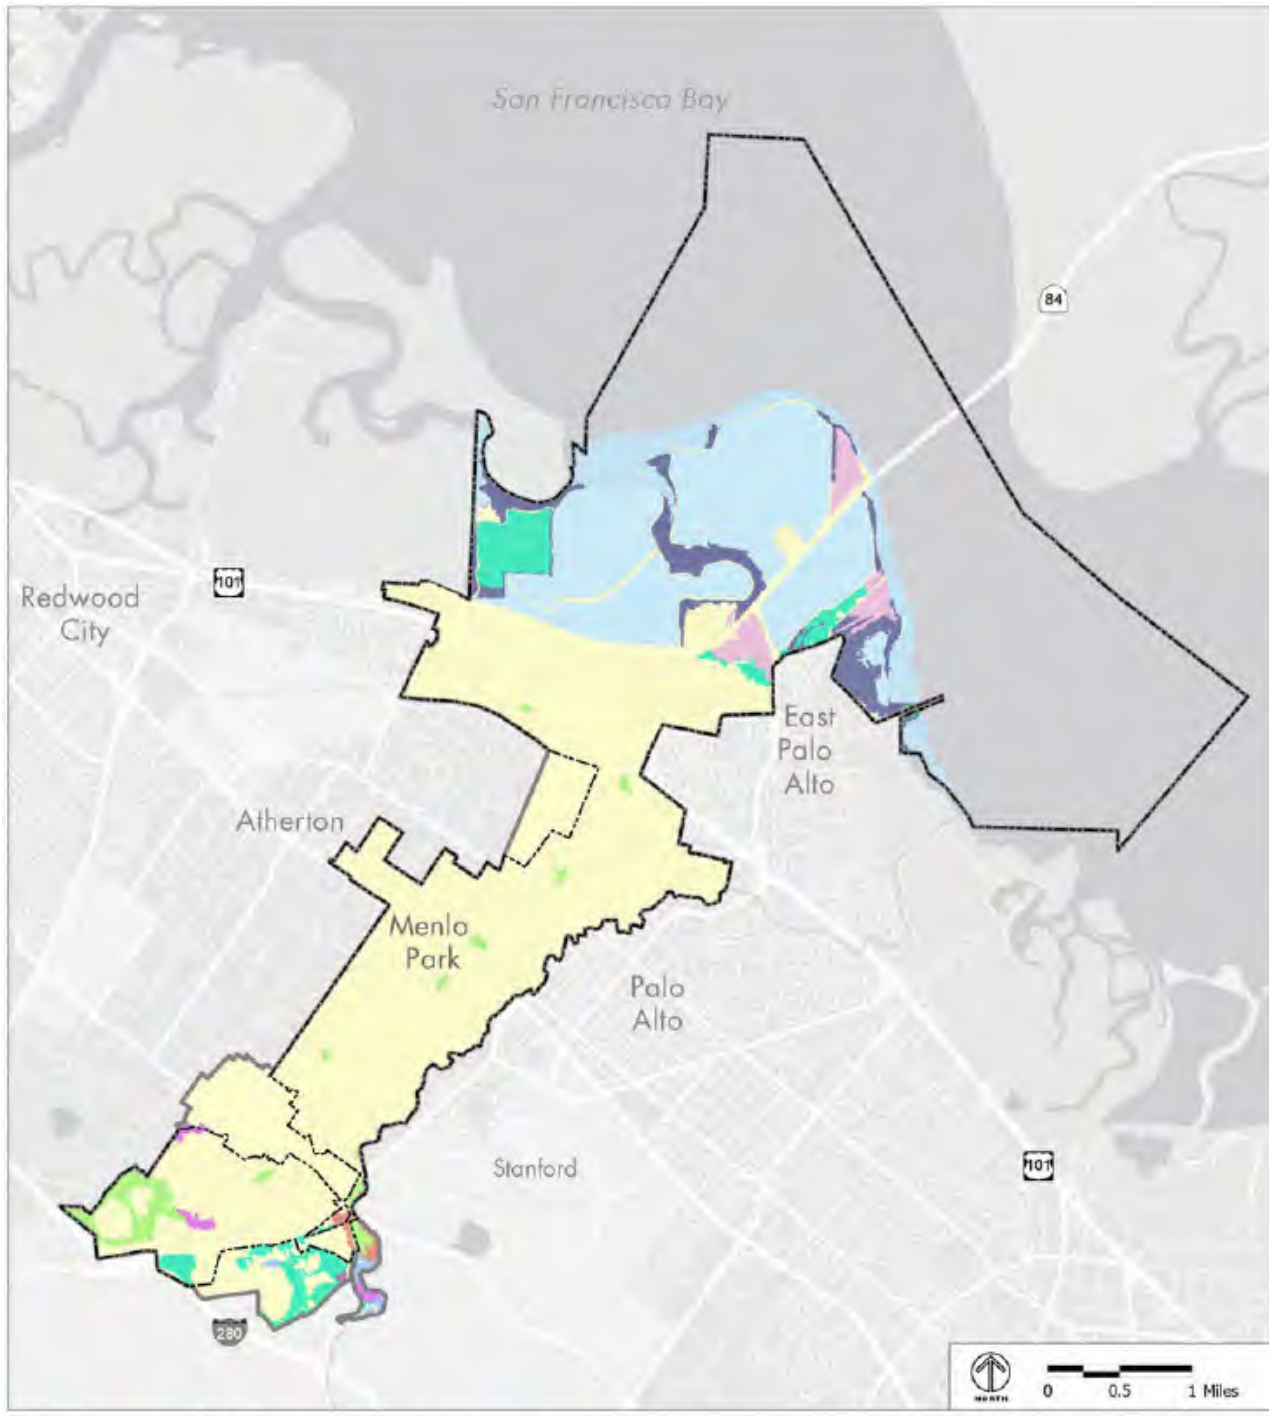 San Francisco Bay
84
101
Redwood
City
East
Palo
Alto
Atherton
Menlo
Park
Palo
Alto
Stanford
101
280
NORTH
0 0.5 1 Miles